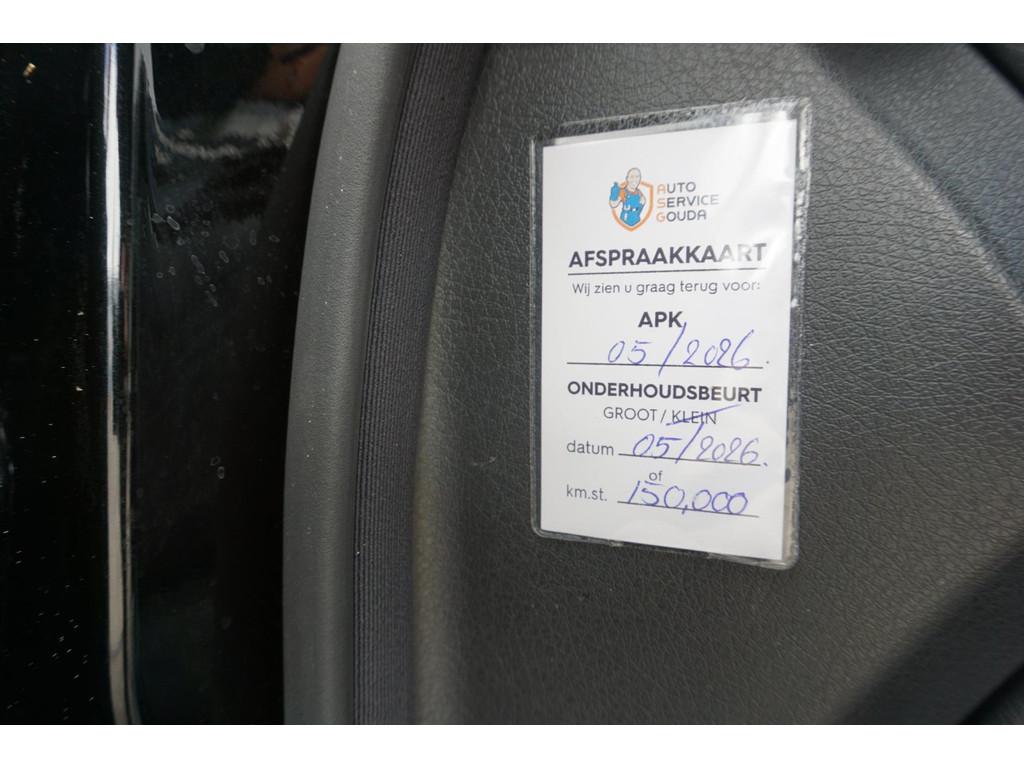 AUTO
SERVICE
GOUDA
AFSPRAAKKAART
Wij zien u graag terug voor:
APK
05/2026.
ONDERHOUDSBEURT
GROOT / KLEIN
datum 05/2026.
of
km.st. 150,000